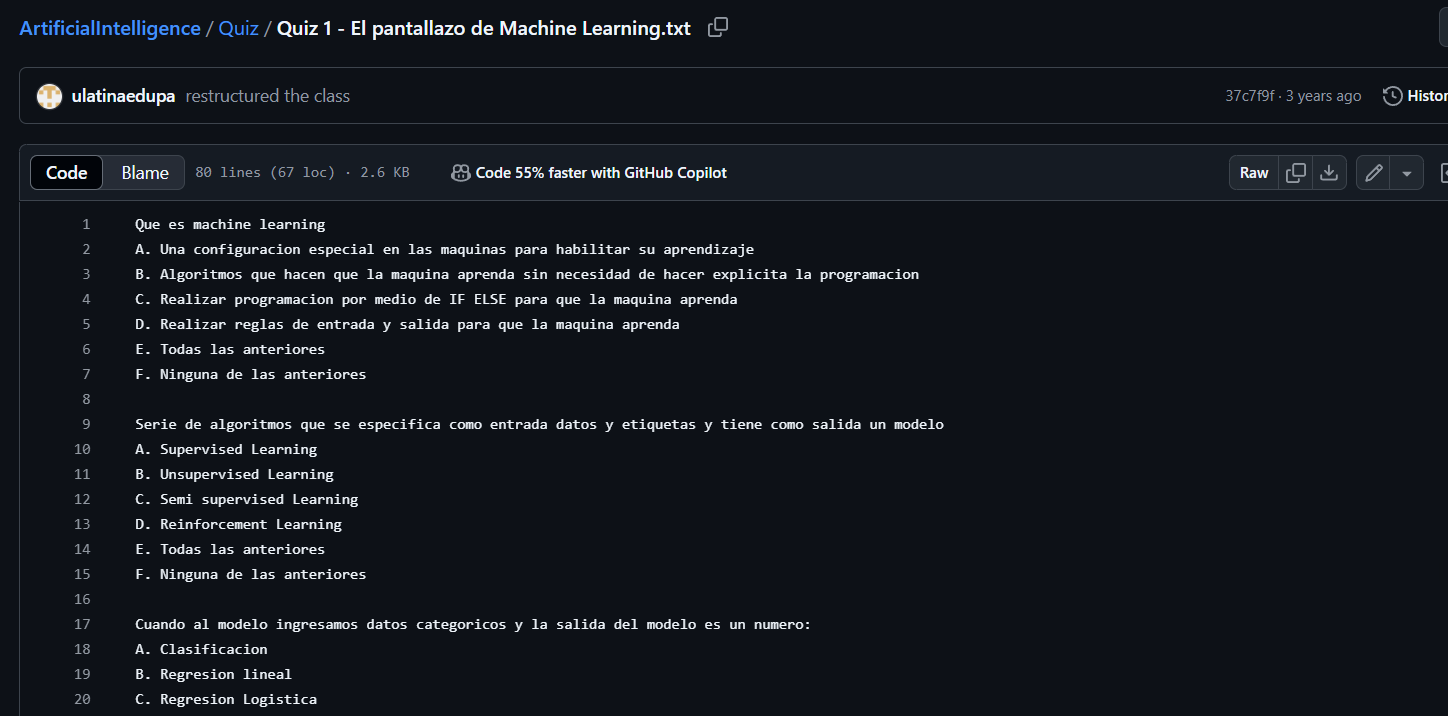 ArtificialIntelligence / Quiz / Quiz 1 - El pantallazo de Machine Learning.txt
ulatinaedupa restructured the class 37c7f9f · 3 years ago
Code Blame 80 lines (67 loc) · 2.6 KB Code 55% faster with GitHub Copilot Raw
1 Que es machine learning
2 A. Una configuracion especial en las maquinas para habilitar su aprendizaje
3 B. Algoritmos que hacen que la maquina aprenda sin necesidad de hacer explicita la programacion
4 C. Realizar programacion por medio de IF ELSE para que la maquina aprenda
5 D. Realizar reglas de entrada y salida para que la maquina aprenda
6 E. Todas las anteriores
7 F. Ninguna de las anteriores
8
9 Serie de algoritmos que se especifica como entrada datos y etiquetas y tiene como salida un modelo
10 A. Supervised Learning
11 B. Unsupervised Learning
12 C. Semi supervised Learning
13 D. Reinforcement Learning
14 E. Todas las anteriores
15 F. Ninguna de las anteriores
16
17 Cuando al modelo ingresamos datos categoricos y la salida del modelo es un numero:
18 A. Clasificacion
19 B. Regresion lineal
20 C. Regresion Logistica